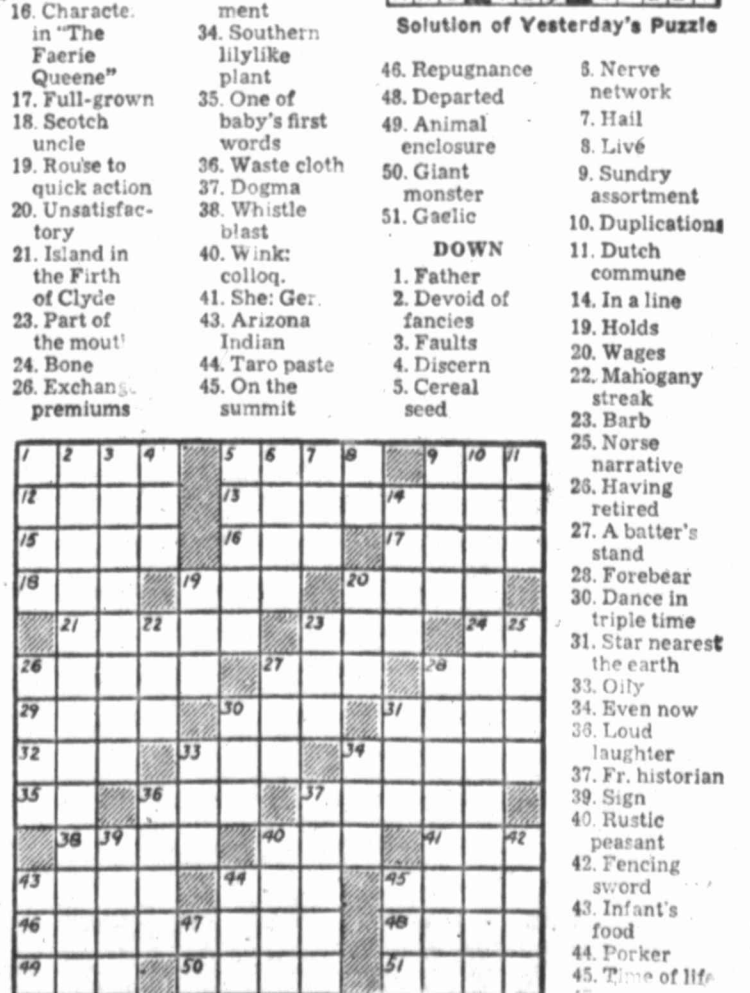 16. Characte.
in "The
Faerie
Queene"
17. Full-grown
18. Scotch
uncle
19. Rouse to
quick action
20. Unsatisfac-
tory
21. Island in
the Firth
of Clyde
23. Part of
the mout
24. Bone
26. Exchang
premiums
ment
34. Southern
lilylike
plant
35. One of
baby's first
words
36. Waste cloth
37. Dogma
38. Whistle
blast
40. Wink:
colloq.
41. She: Ger.
43. Arizona
Indian
44. Taro paste
45. On the
summit
Solution of Yesterday's Puzzle
46. Repugnance
48. Departed
49. Animal
enclosure
50. Giant
monster
51. Gaelic
DOWN
1. Father
2. Devoid of
fancies
3. Faults
4. Discern
5. Cereal
seed
6. Nerve
network
7. Hail
8. Live
9. Sundry
assortment
10. Duplications
11. Dutch
commune
14. In a line
19. Holds
20. Wages
22. Mahogany
streak
23. Barb
25. Norse
narrative
26. Having
retired
27. A batter's
stand
28. Forebear
30. Dance in
triple time
31. Star nearest
the earth
33. Oily
34. Even now
36. Loud
laughter
37. Fr. historian
39. Sign
40. Rustic
peasant
42. Fencing
sword
43. Infant's
food
44. Porker
45. Time of life
1 2 3 4 5 6 7 8 9 10 11
12 13 14
15 16 17
18 19 20
21 22 23 24 25
26 27 28
29 30 31
32 33 34
35 36 37
38 39 40 41 42
43 44 45
46 47 48
49 50 51